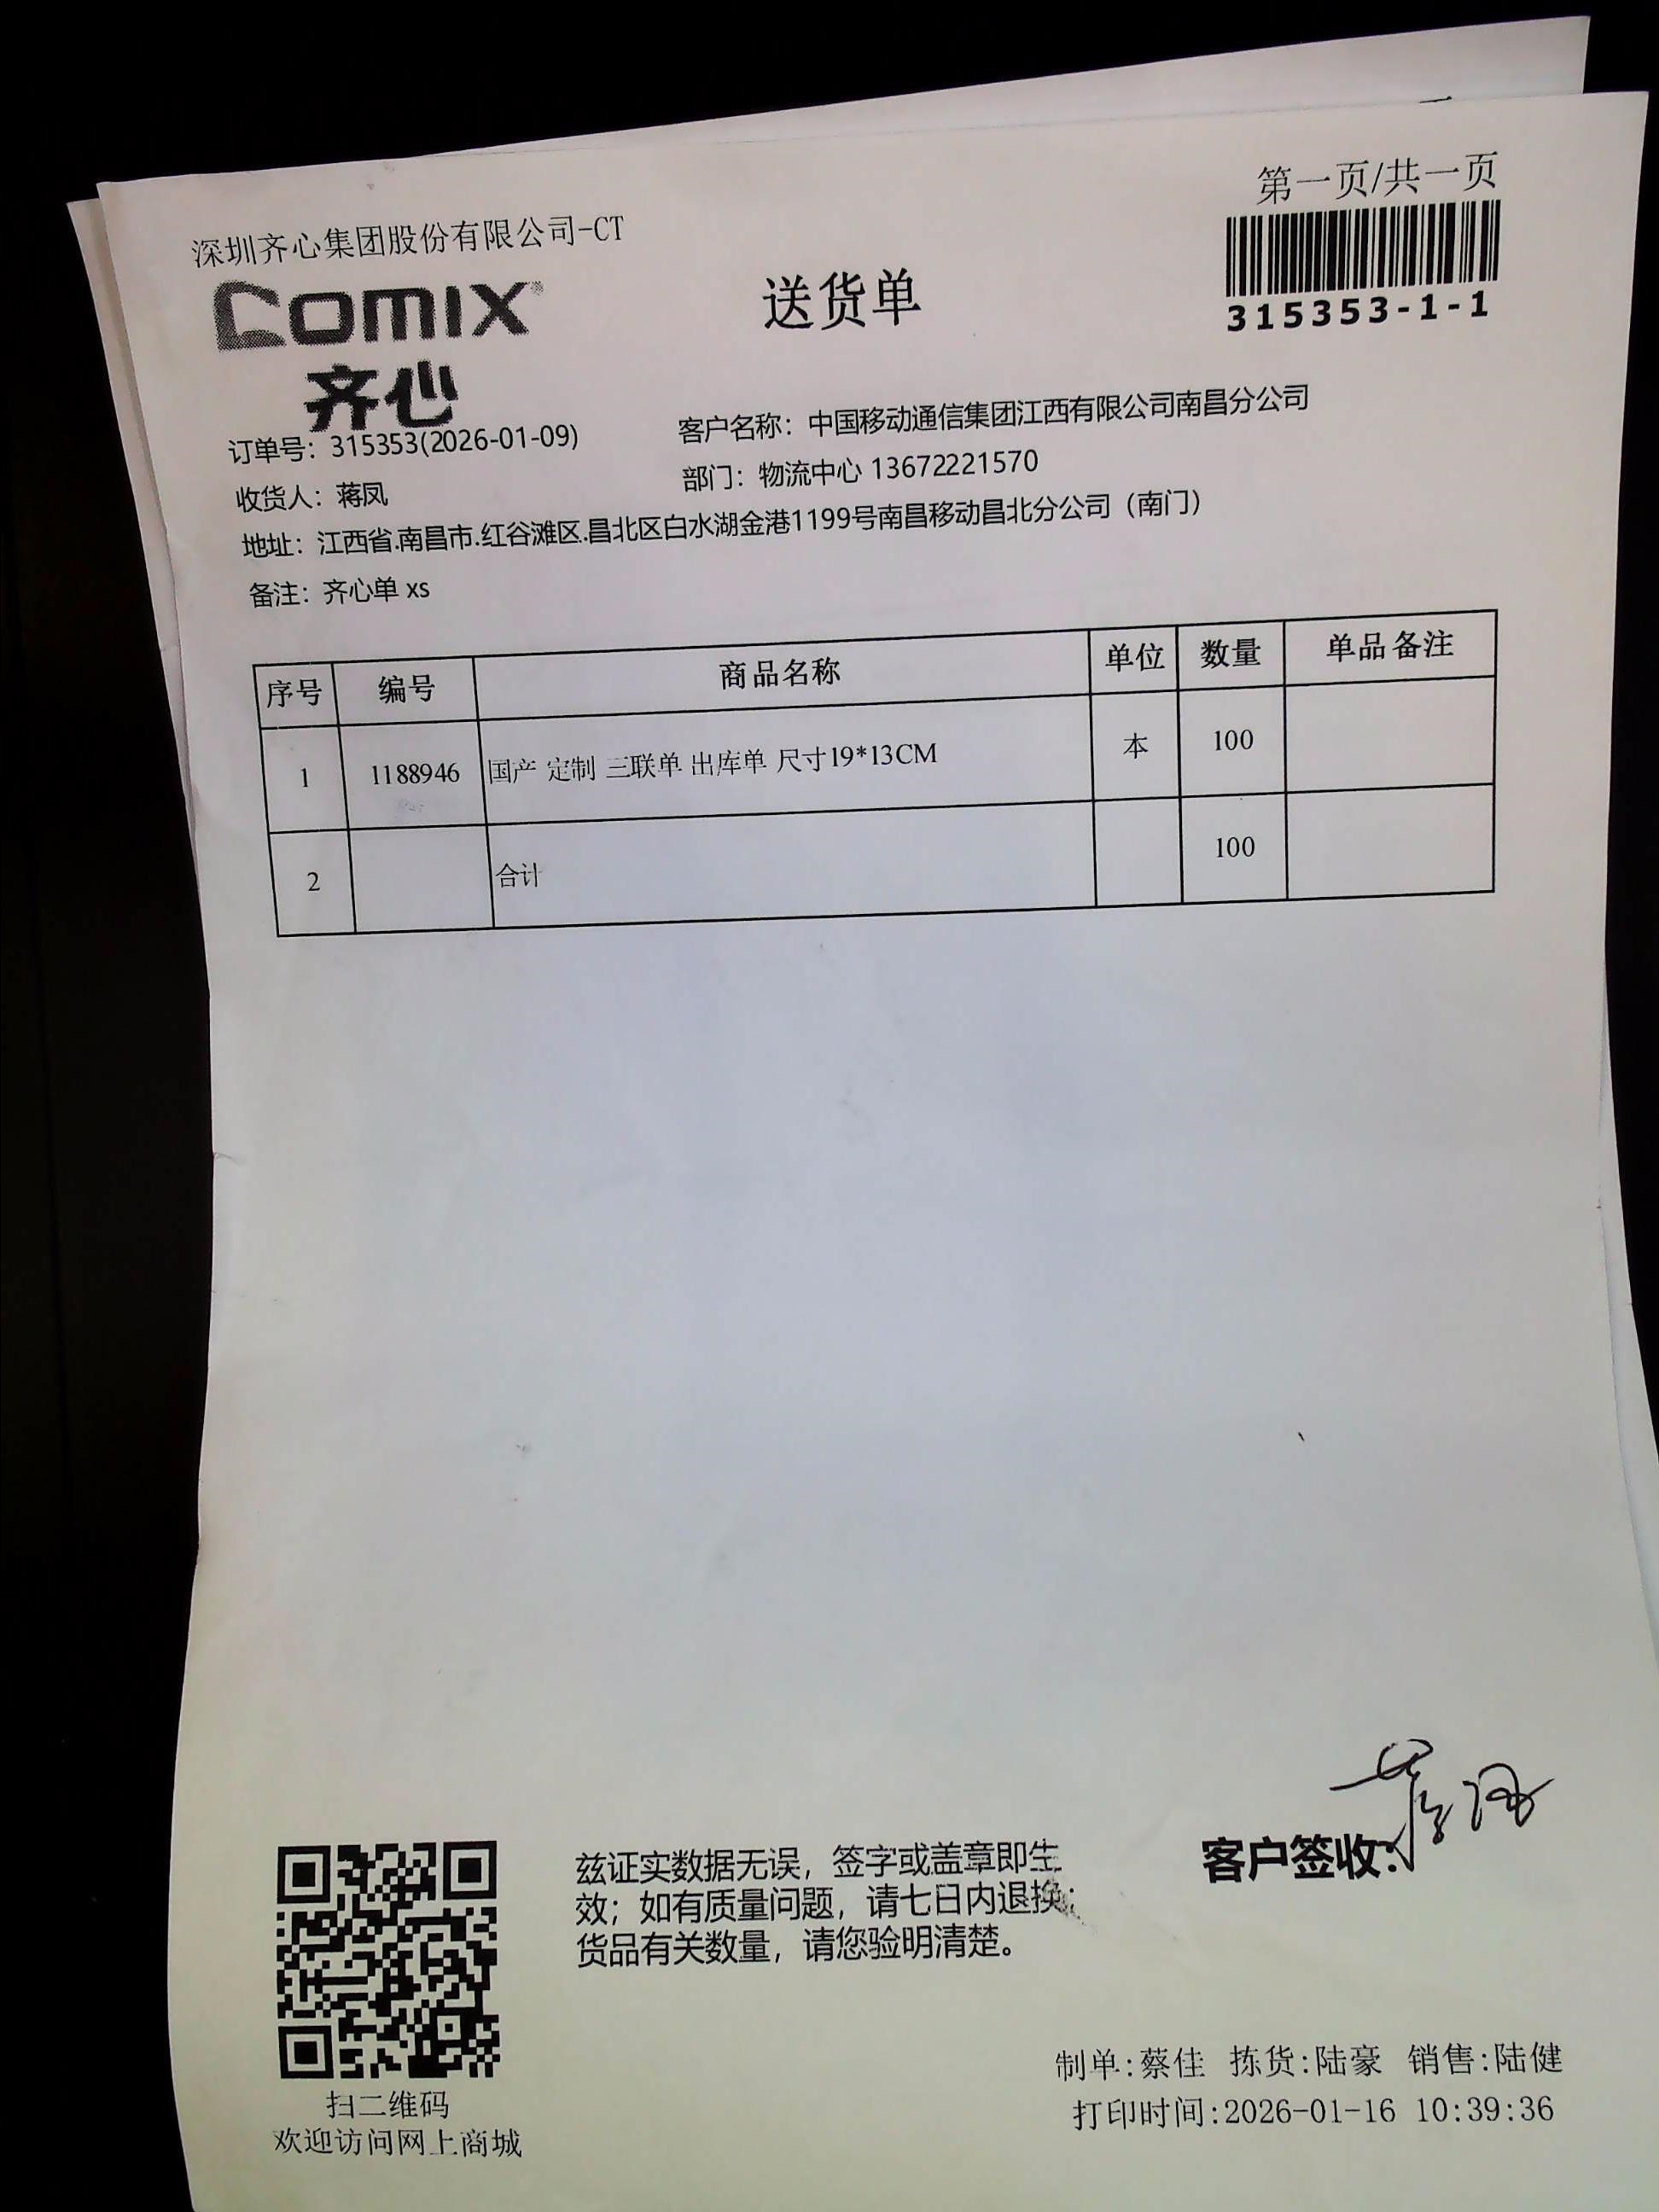 第一页/共一页
深圳齐心集团股份有限公司-CT
comix
齐心
送货单
315353-1-1
订单号：315353(2026-01-09)
客户名称：中国移动通信集团江西有限公司南昌分公司
收货人：蒋凤
部门：物流中心 13672221570
地址：江西省.南昌市.红谷滩区.昌北区白水湖金港1199号南昌移动昌北分公司（南门）
备注：齐心单 xs
序号 编号 商品名称 单位 数量 单品备注
1 1188946 国产 定制 三联单 出库单 尺寸19*13CM 本 100
2 合计 100
兹证实数据无误，签字或盖章即生
效；如有质量问题，请七日内退换；
货品有关数量，请您验明清楚。
客户签收:
扫二维码
欢迎访问网上商城
制单:蔡佳 拣货:陆豪 销售:陆健
打印时间:2026-01-16 10:39:36